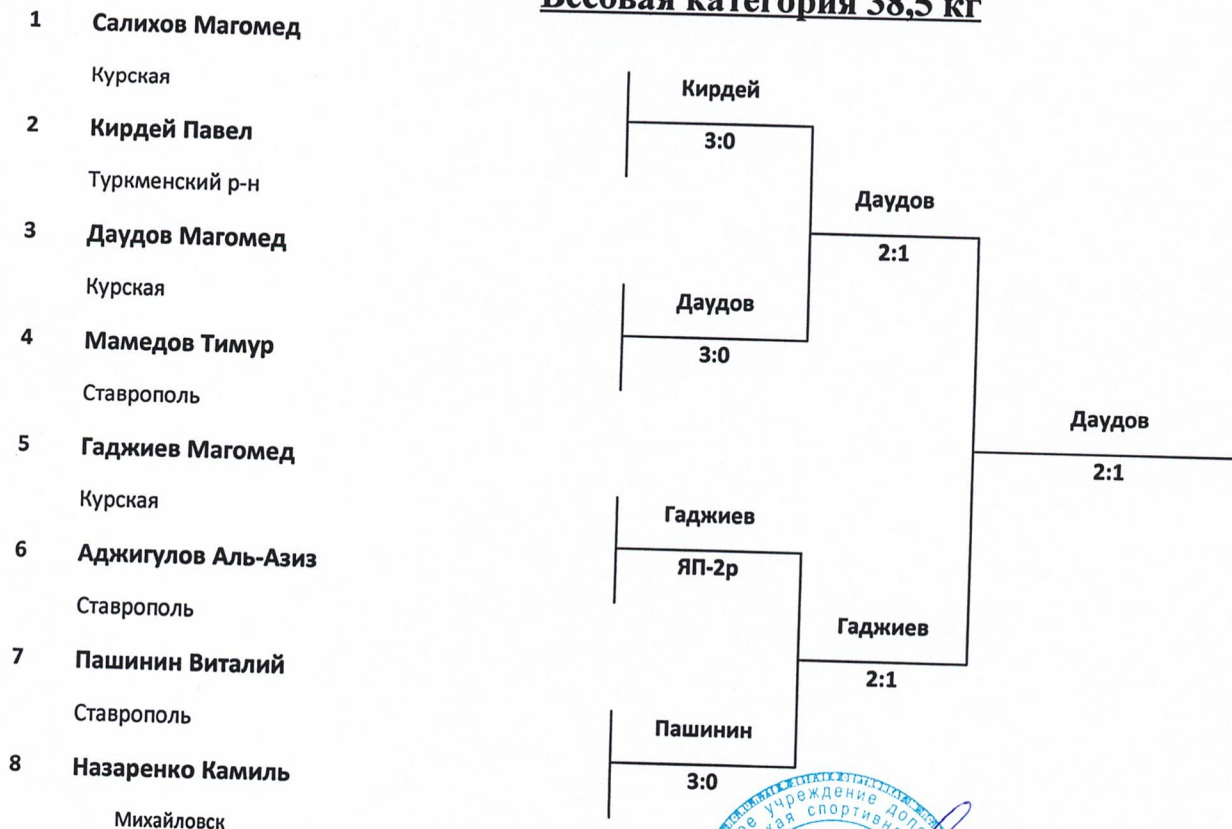 Весовая категория 38,5 кг
1 Салихов Магомед
Курская
2 Кирдей Павел
Туркменский р-н
3 Даудов Магомед
Курская
4 Мамедов Тимур
Ставрополь
5 Гаджиев Магомед
Курская
6 Аджигулов Аль-Азиз
Ставрополь
7 Пашинин Виталий
Ставрополь
8 Назаренко Камиль
Михайловск
Кирдей
3:0
Даудов
3:0
Гаджиев
ЯП-2р
Пашинин
3:0
Даудов
2:1
Гаджиев
2:1
Даудов
2:1
учреждение